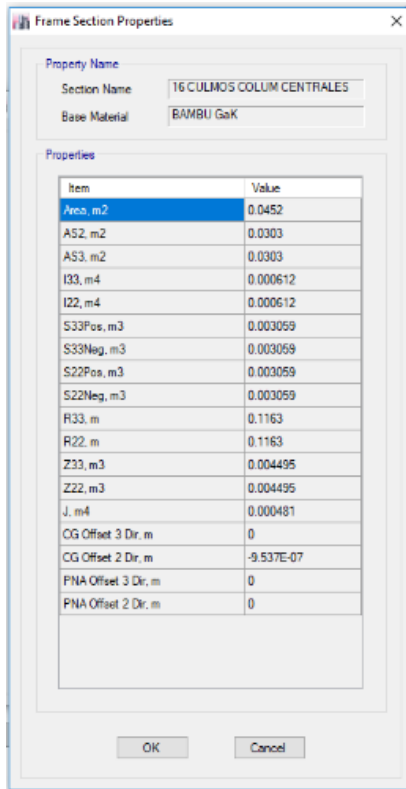 Frame Section Properties
Property Name
Section Name 16 CULMOS COLUM CENTRALES
Base Material BAMBU GaK
Properties
Item Value
Area, m2 0.0452
AS2, m2 0.0303
AS3, m2 0.0303
I33, m4 0.000612
I22, m4 0.000612
S33Pos, m3 0.003059
S33Neg, m3 0.003059
S22Pos, m3 0.003059
S22Neg, m3 0.003059
R33, m 0.1163
R22, m 0.1163
Z33, m3 0.004495
Z22, m3 0.004495
J, m4 0.000481
CG Offset 3 Dir, m 0
CG Offset 2 Dir, m -9.537E-07
PNA Offset 3 Dir, m 0
PNA Offset 2 Dir, m 0
OK Cancel